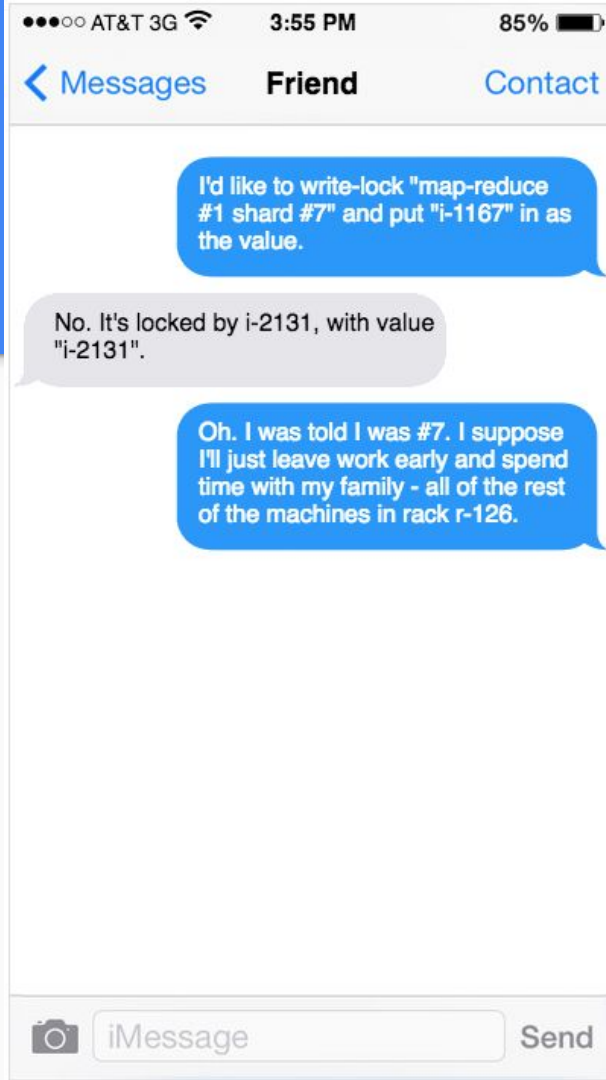 AT&T 3G 3:55 PM 85%
Messages Friend Contact
I'd like to write-lock "map-reduce
#1 shard #7" and put "i-1167" in as
the value.
No. It's locked by i-2131, with value
"i-2131".
Oh. I was told I was #7. I suppose
I'll just leave work early and spend
time with my family - all of the rest
of the machines in rack r-126.
iMessage Send